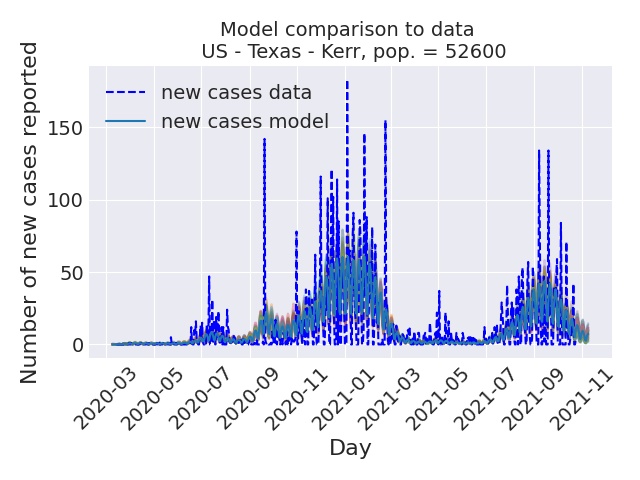 Model comparison to data
US - Texas - Kerr, pop. = 52600
Number of new cases reported
new cases data
new cases model
150
100
50
0
2020-03
2020-05
2020-07
2020-09
2020-11
2021-01
2021-03
2021-05
2021-07
2021-09
2021-11
Day